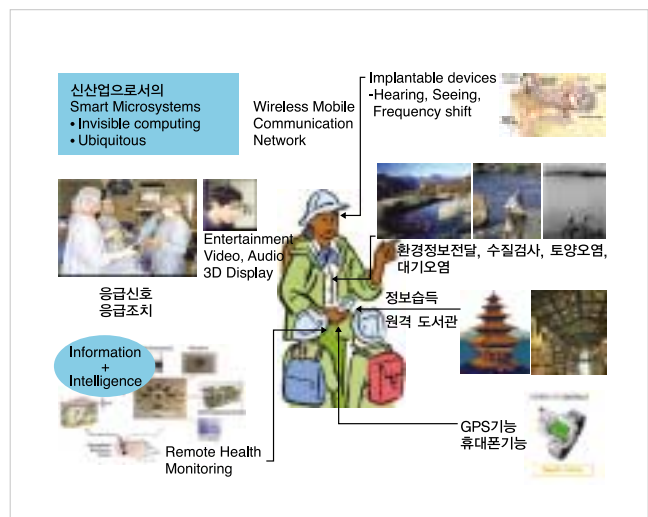 신산업으로서의
Smart Microsystems
• Invisible computing
• Ubiquitous
Wireless Mobile
Communication
Network
Implantable devices
-Hearing, Seeing,
Frequency shift
Entertainment
Video, Audio
3D Display
환경정보전달, 수질검사, 토양오염,
대기오염
응급신호
응급조치
정보습득
원격 도서관
Information
+
Intelligence
Remote Health
Monitoring
GPS기능
휴대폰기능